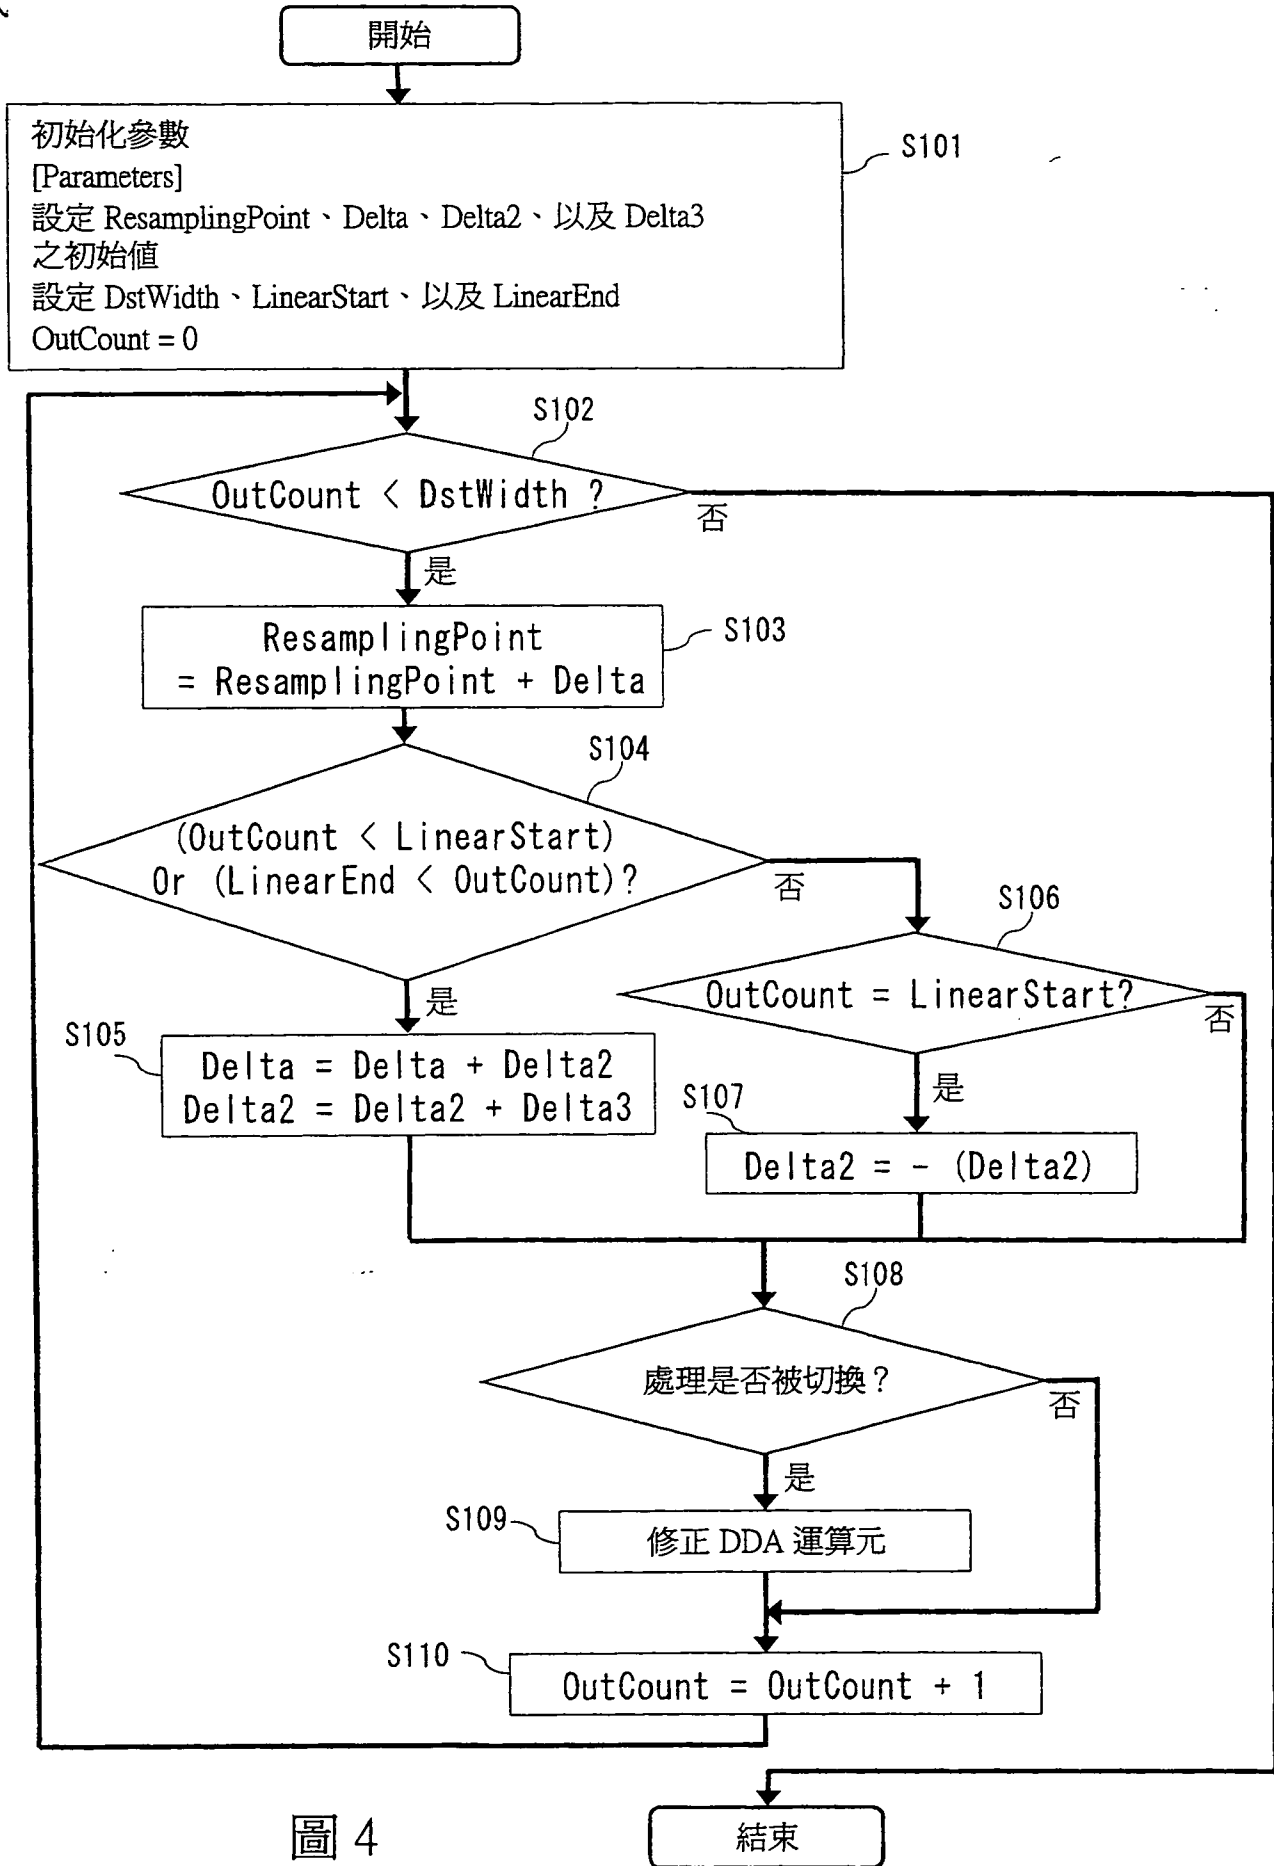 開始
初始化參數
[Parameters]
設定 ResamplingPoint、Delta、Delta2、以及 Delta3
之初始值
設定 DstWidth、LinearStart、以及 LinearEnd
OutCount = 0
S101
S102
OutCount < DstWidth ?
否
是
ResamplingPoint
= ResamplingPoint + Delta
S103
S104
(OutCount < LinearStart)
Or (LinearEnd < OutCount)?
否
是
S106
OutCount = LinearStart?
否
是
S105
Delta = Delta + Delta2
Delta2 = Delta2 + Delta3
S107
Delta2 = - (Delta2)
S108
處理是否被切換？
否
是
S109
修正 DDA 運算元
S110
OutCount = OutCount + 1
結束
圖 4